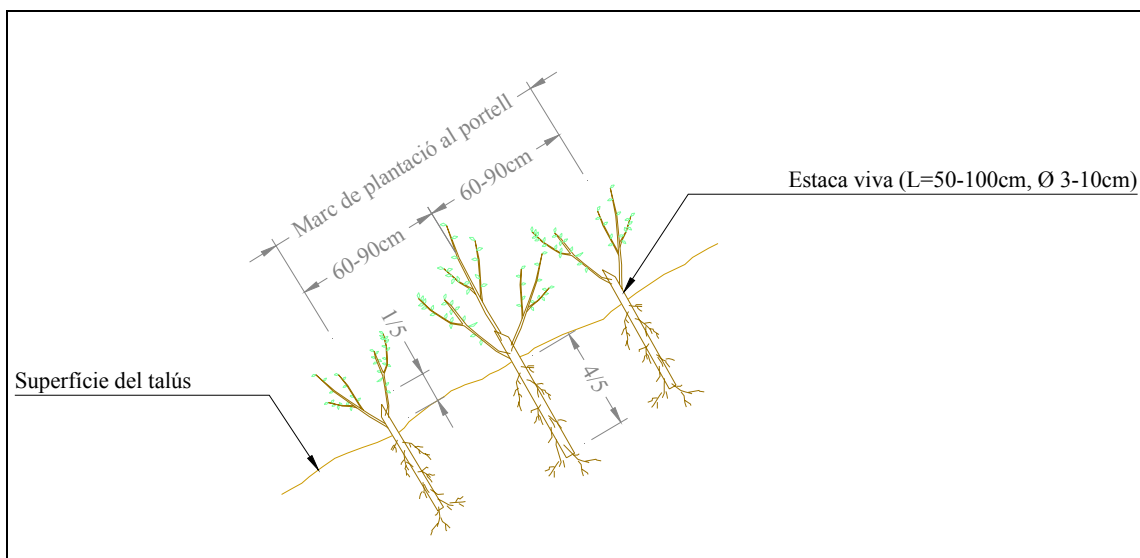 Marc de plantació al portell
60-90cm
60-90cm
Estaca viva (L=50-100cm, Ø 3-10cm)
1/5
4/5
Superfície del talús